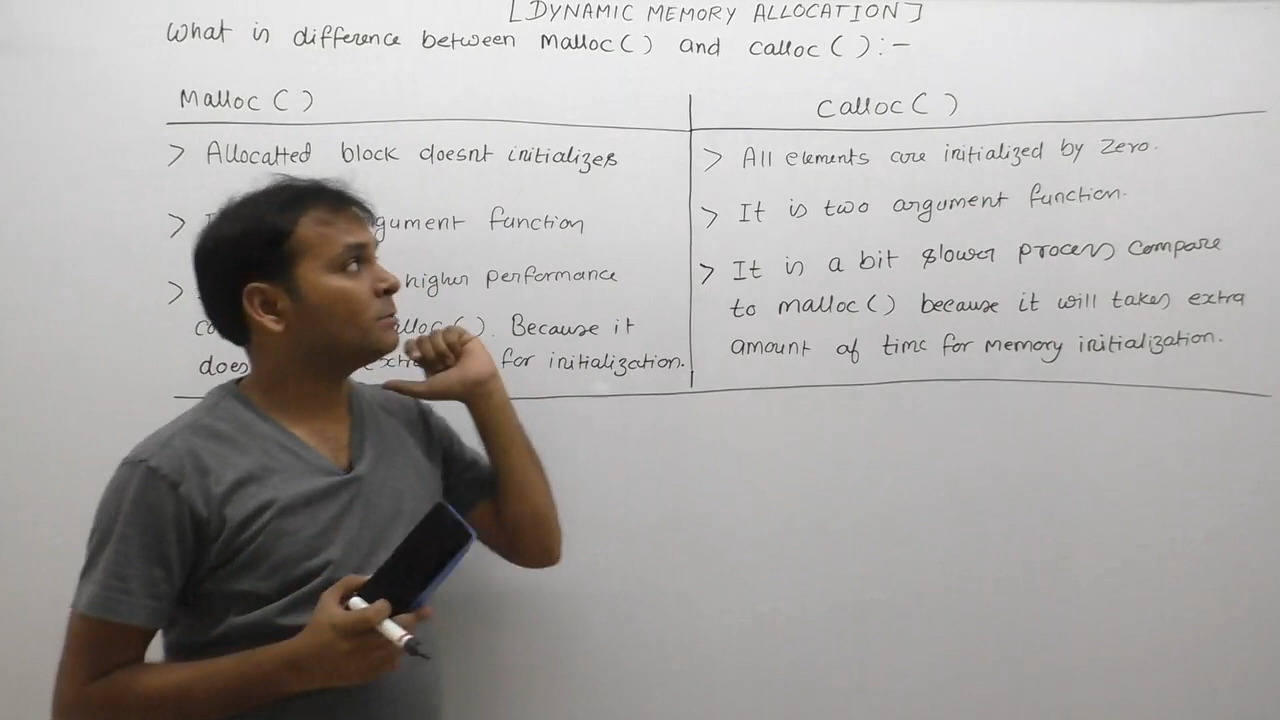 [DYNAMIC MEMORY ALLOCATION]
What is difference between Malloc() and calloc():-
Malloc()
> Allocatted block doesnt initializes
> gument function
> higher performance
lloc(). Because it
does extra for initialization.
Calloc()
> All elements are initialized by Zero.
> It is two argument function.
> It is a bit slower process compare
to malloc() because it will takes extra
amount of time for memory initialization.